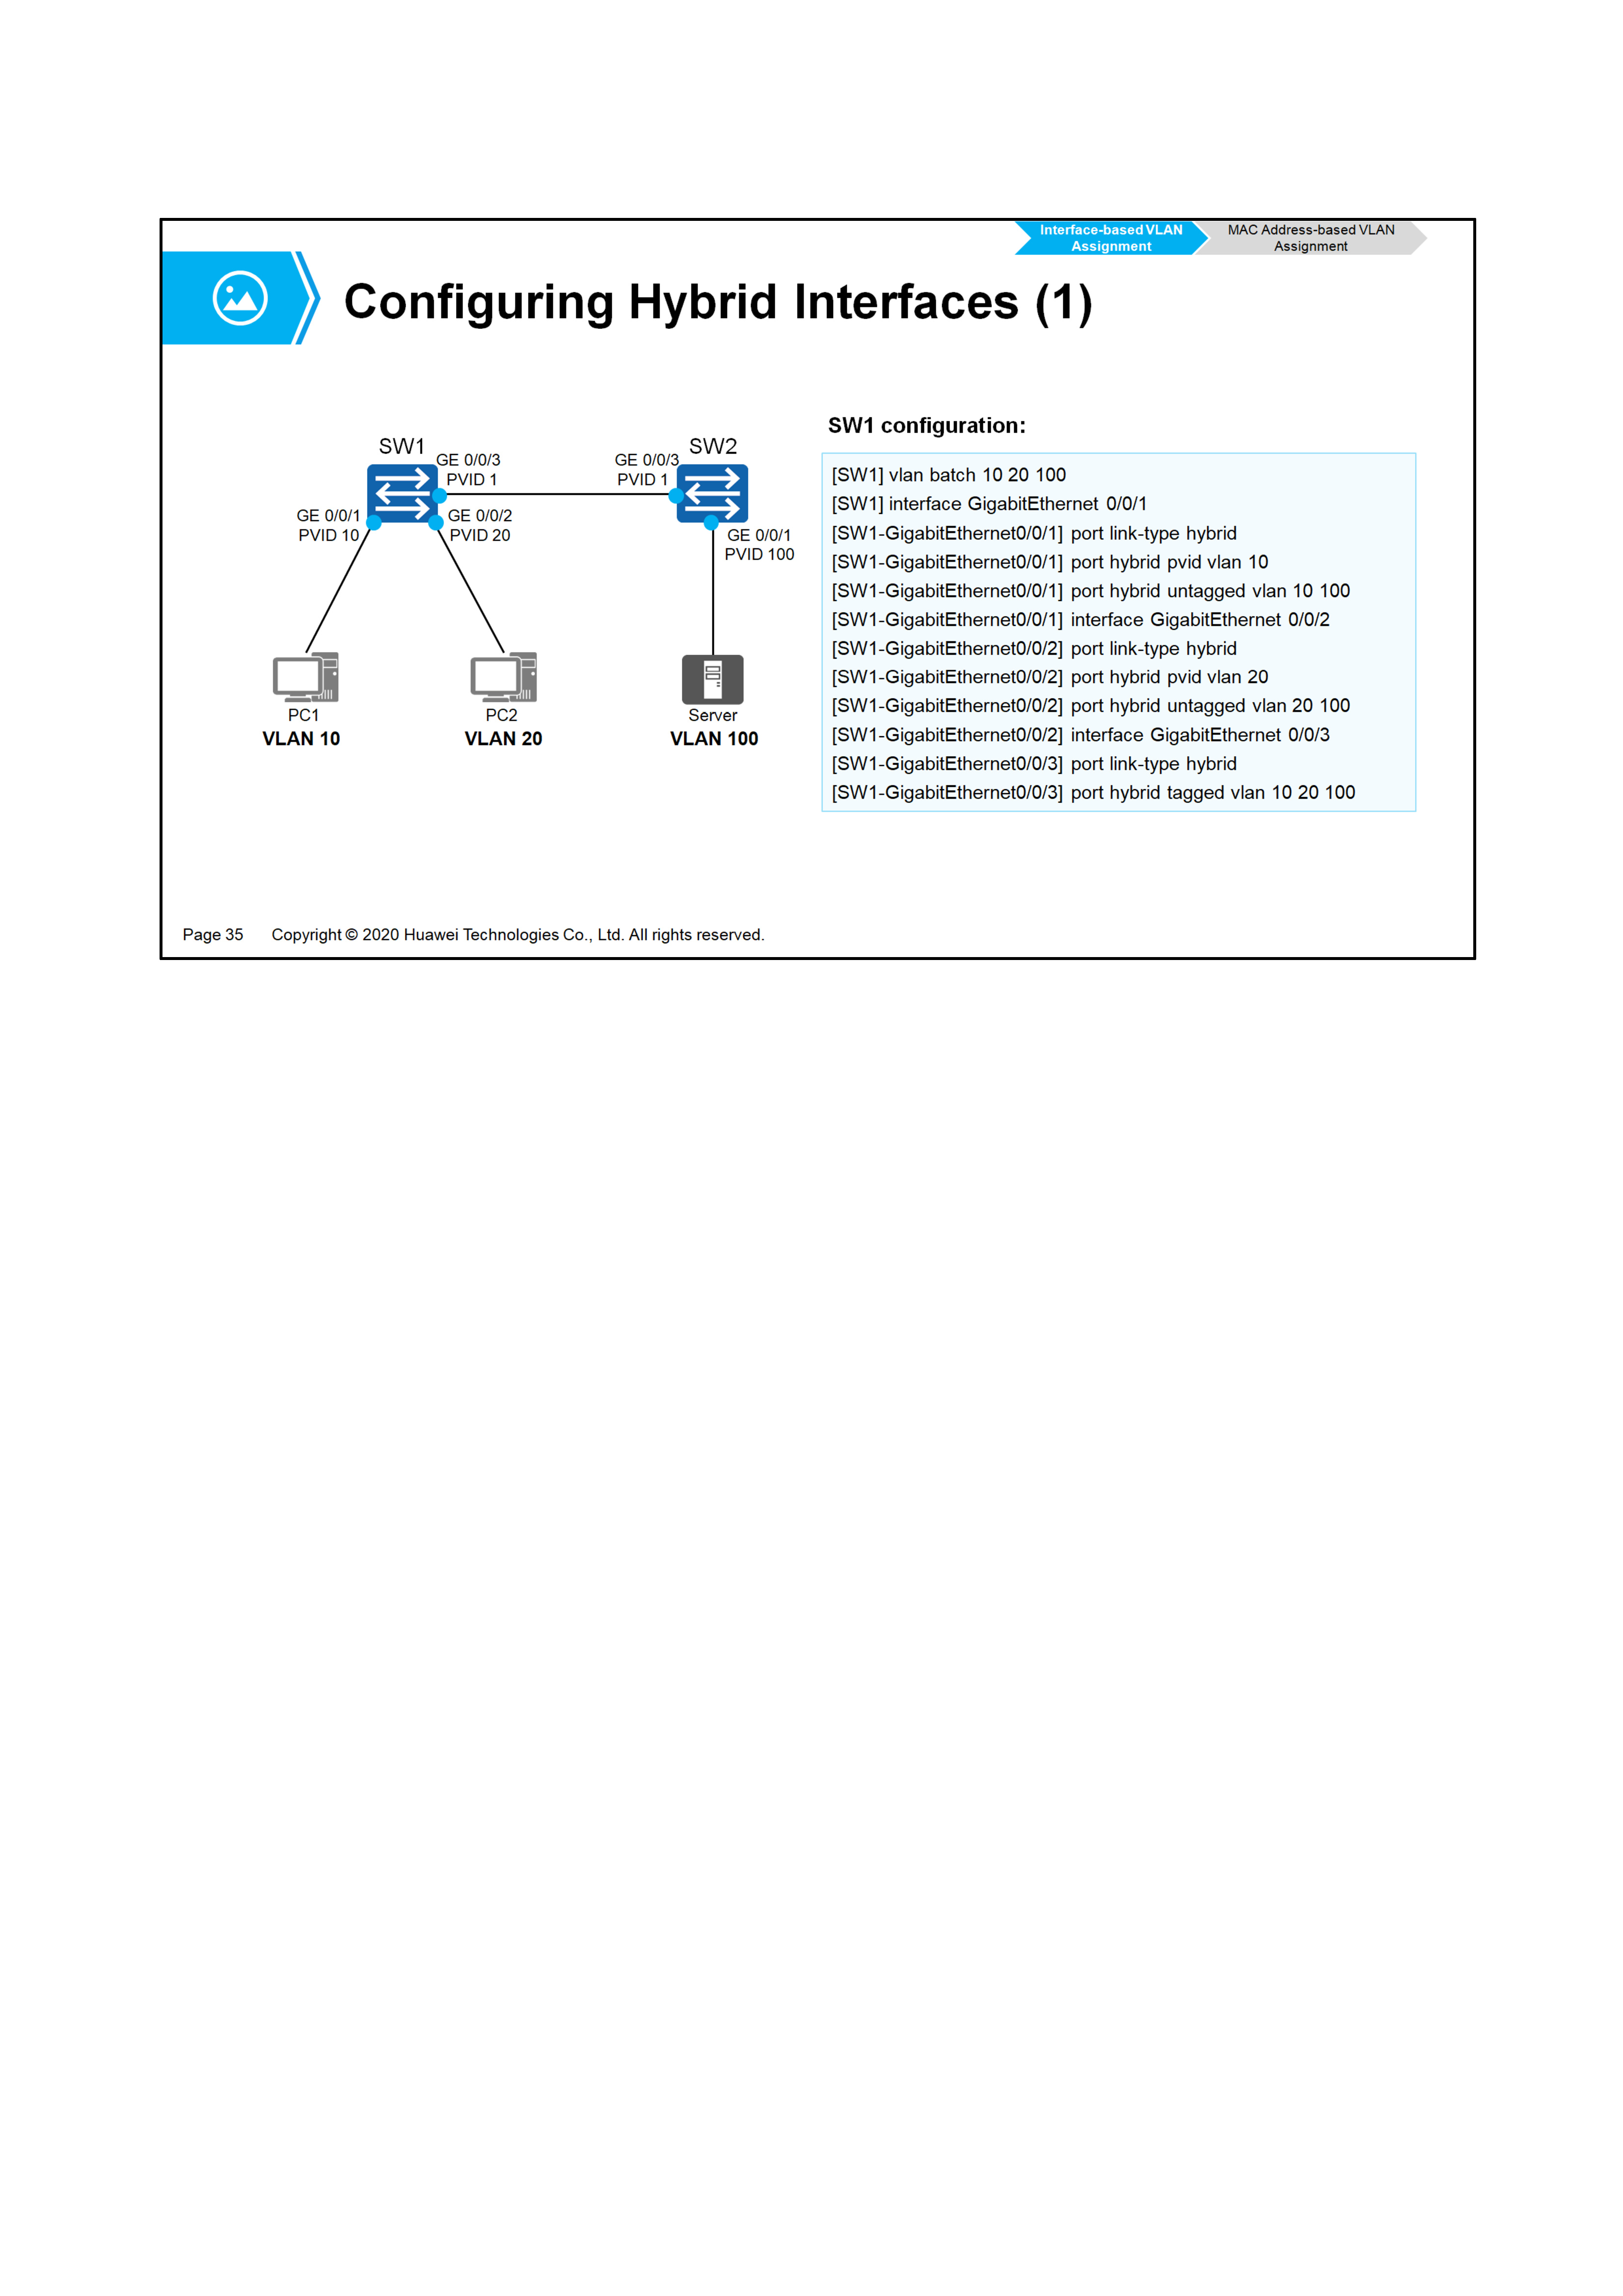 Interface-based VLAN
Assignment
MAC Address-based VLAN
Assignment
Configuring Hybrid Interfaces (1)
SW1
GE 0/0/3
PVID 1
GE 0/0/3
PVID 1
SW2
GE 0/0/1
PVID 10
GE 0/0/2
PVID 20
GE 0/0/1
PVID 100
PC1
VLAN 10
PC2
VLAN 20
Server
VLAN 100
SW1 configuration:
[SW1] vlan batch 10 20 100
[SW1] interface GigabitEthernet 0/0/1
[SW1-GigabitEthernet0/0/1] port link-type hybrid
[SW1-GigabitEthernet0/0/1] port hybrid pvid vlan 10
[SW1-GigabitEthernet0/0/1] port hybrid untagged vlan 10 100
[SW1-GigabitEthernet0/0/1] interface GigabitEthernet 0/0/2
[SW1-GigabitEthernet0/0/2] port link-type hybrid
[SW1-GigabitEthernet0/0/2] port hybrid pvid vlan 20
[SW1-GigabitEthernet0/0/2] port hybrid untagged vlan 20 100
[SW1-GigabitEthernet0/0/2] interface GigabitEthernet 0/0/3
[SW1-GigabitEthernet0/0/3] port link-type hybrid
[SW1-GigabitEthernet0/0/3] port hybrid tagged vlan 10 20 100
Page 35 Copyright © 2020 Huawei Technologies Co., Ltd. All rights reserved.